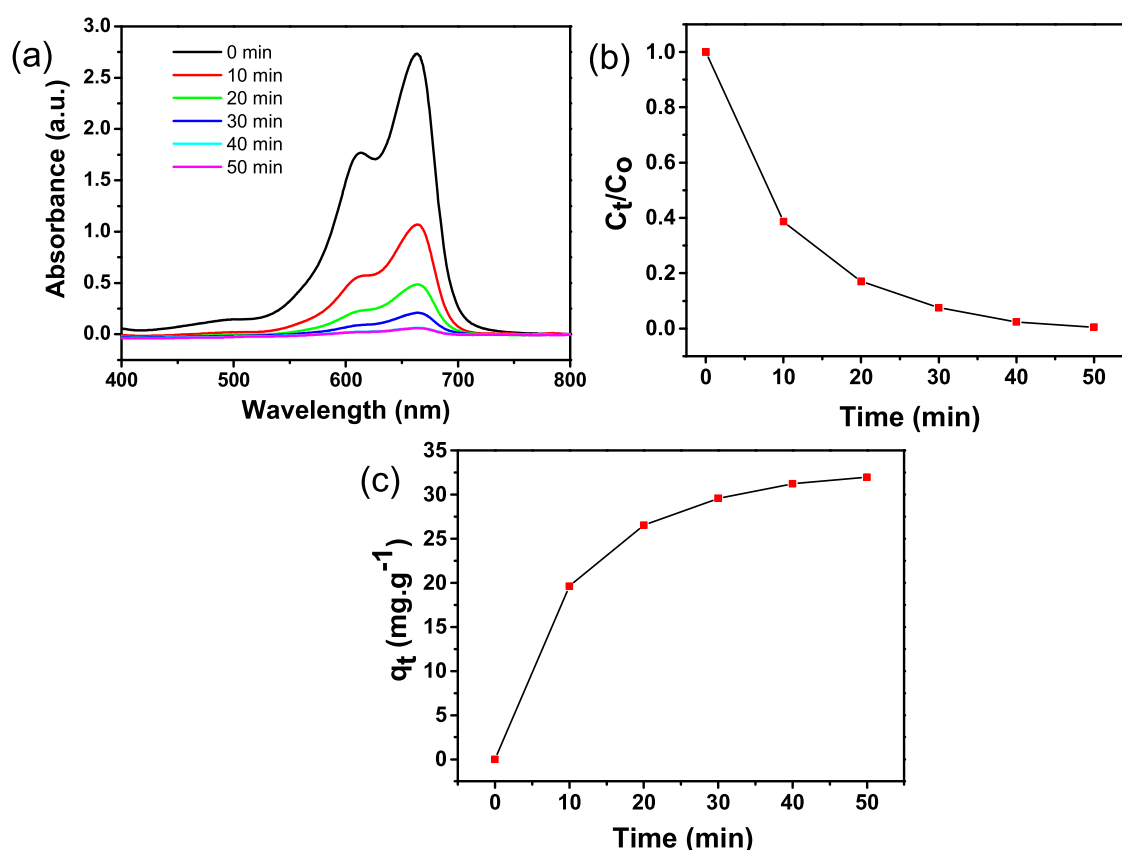 (a)
3.0
2.5
2.0
1.5
1.0
0.5
0.0
Absorbance (a.u.)
0 min
10 min
20 min
30 min
40 min
50 min
400 500 600 700 800
Wavelength (nm)
(b)
1.0
0.8
0.6
0.4
0.2
0.0
Ct/Co
0 10 20 30 40 50
Time (min)
(c)
35
30
25
20
15
10
5
0
qt (mg.g-1)
0 10 20 30 40 50
Time (min)